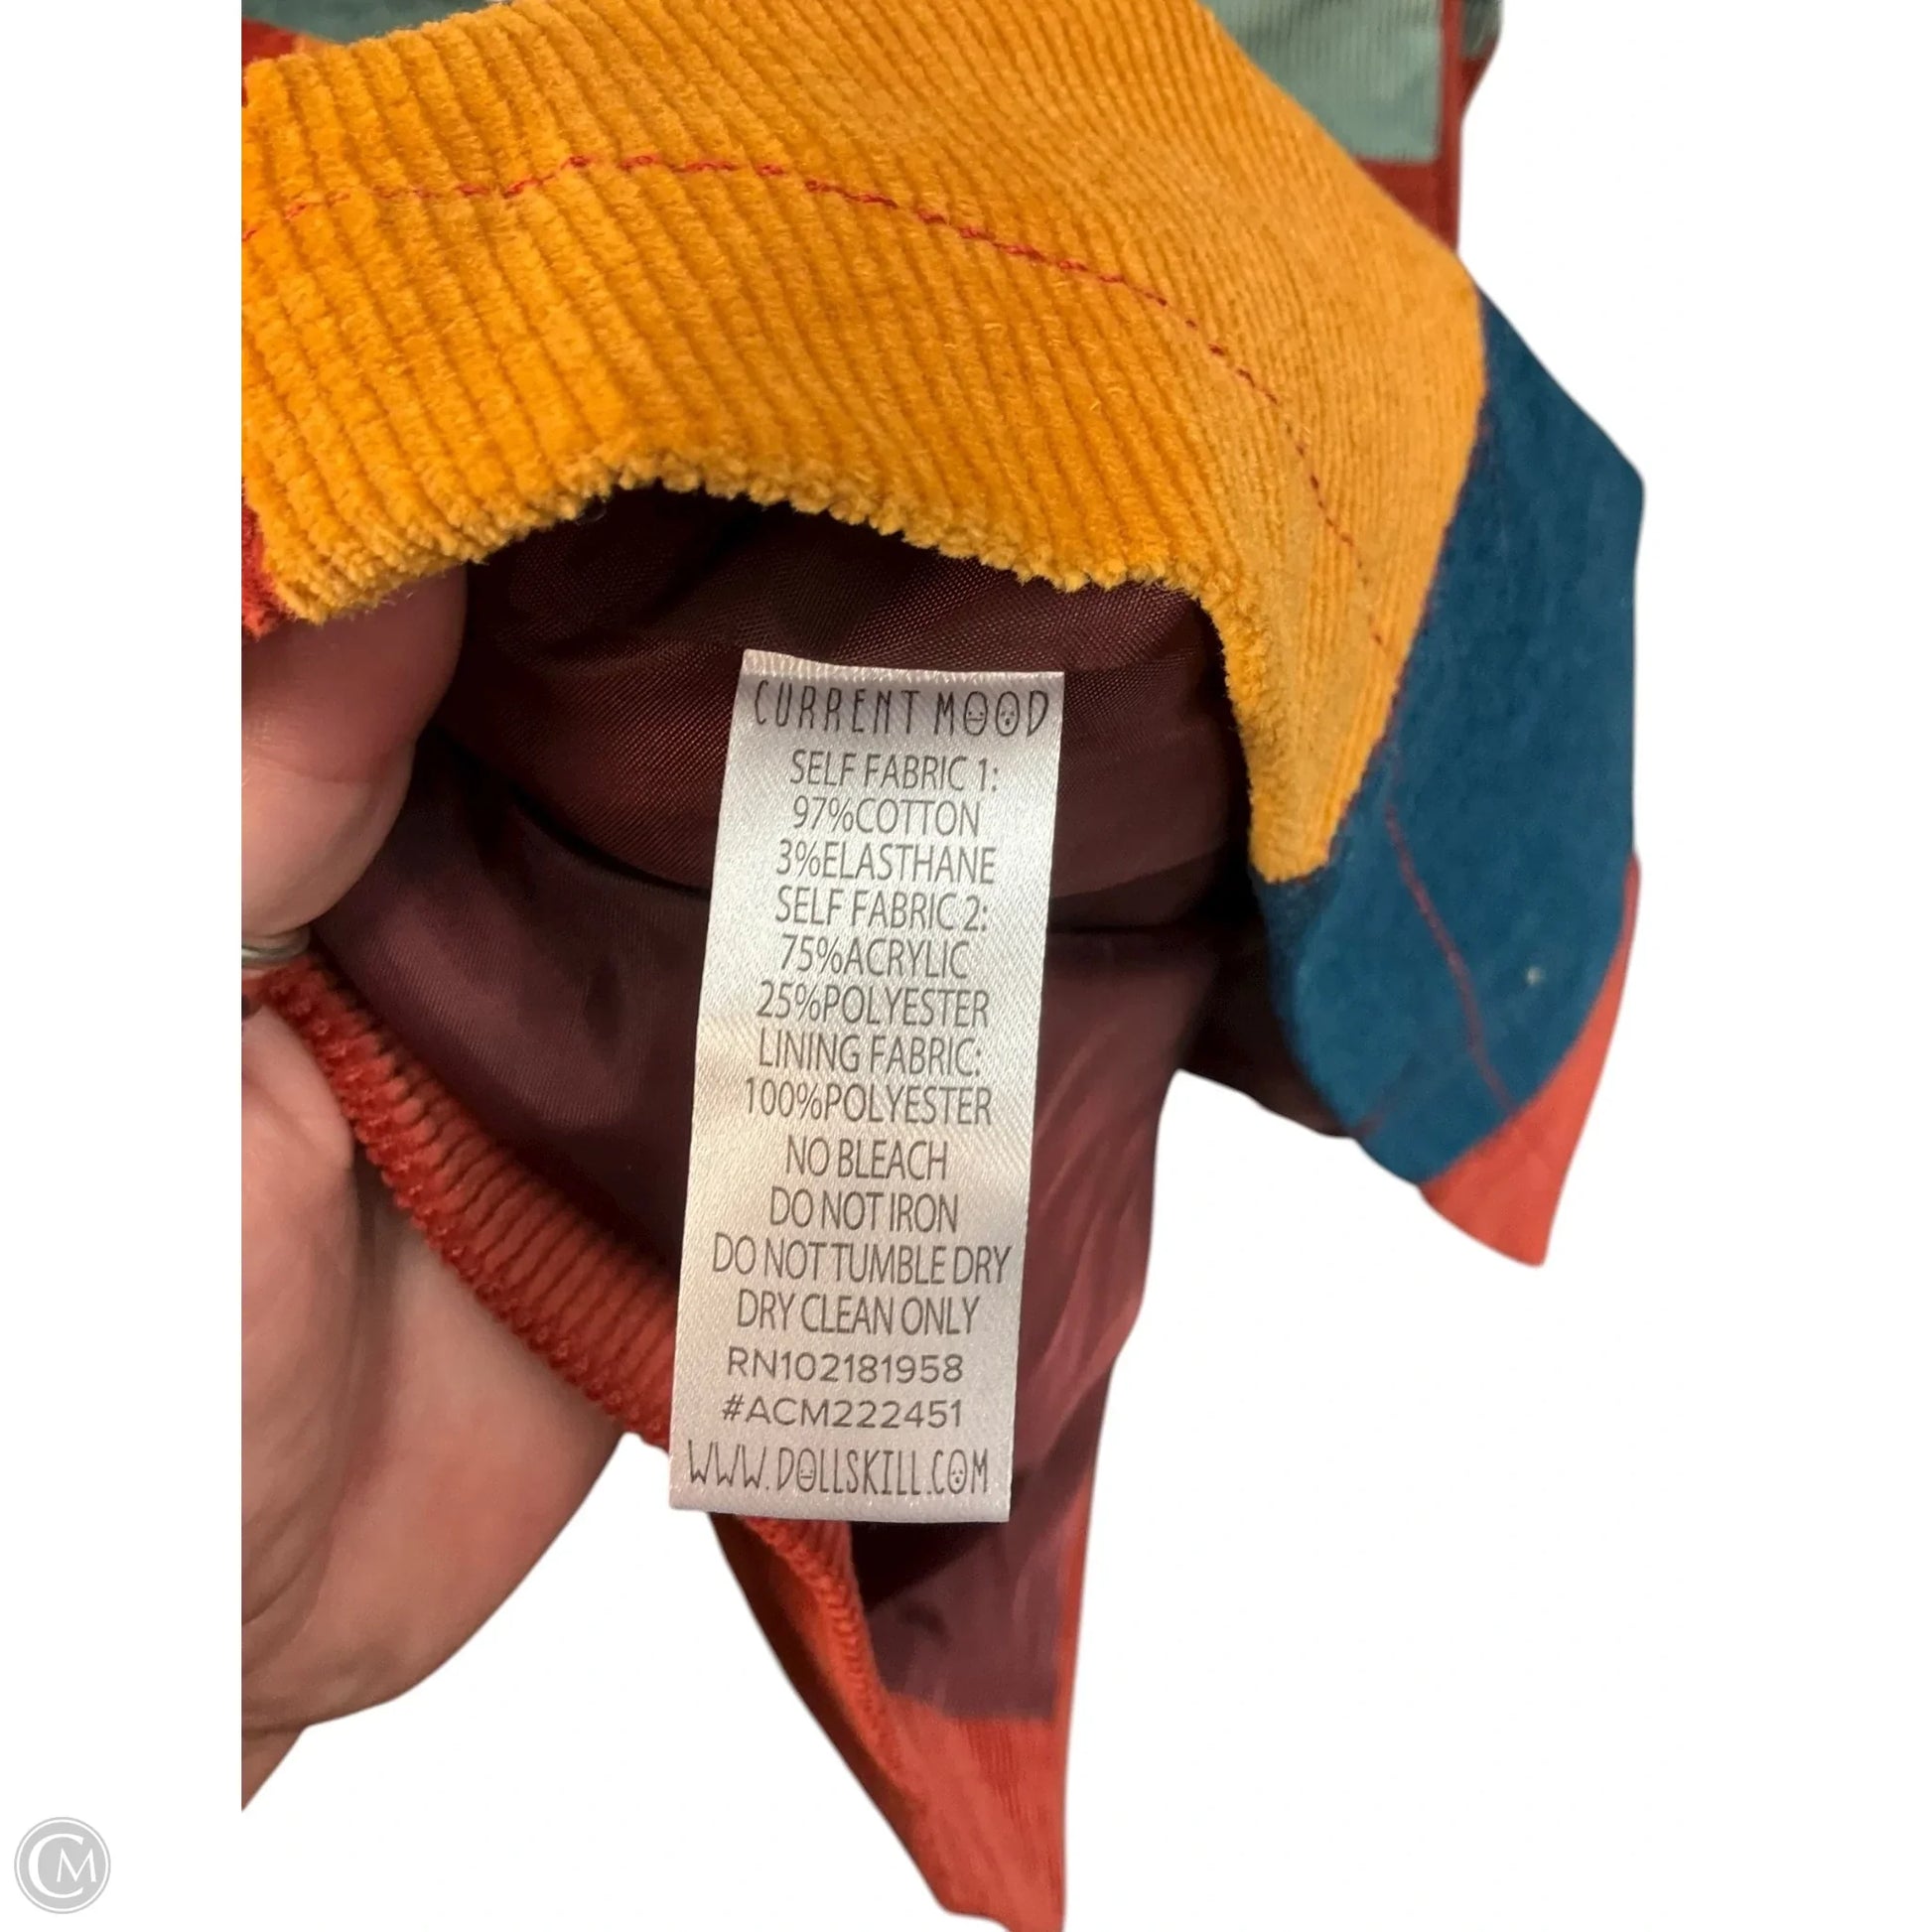 CURRENT MOOD
SELF FABRIC 1:
97%COTTON
3%ELASTHANE
SELF FABRIC 2:
75%ACRYLIC
25%POLYESTER
LINING FABRIC:
100%POLYESTER
NO BLEACH
DO NOT IRON
DO NOT TUMBLE DRY
DRY CLEAN ONLY
RN102181958
#ACM222451
WWW.DOLLSKILL.COM
CM